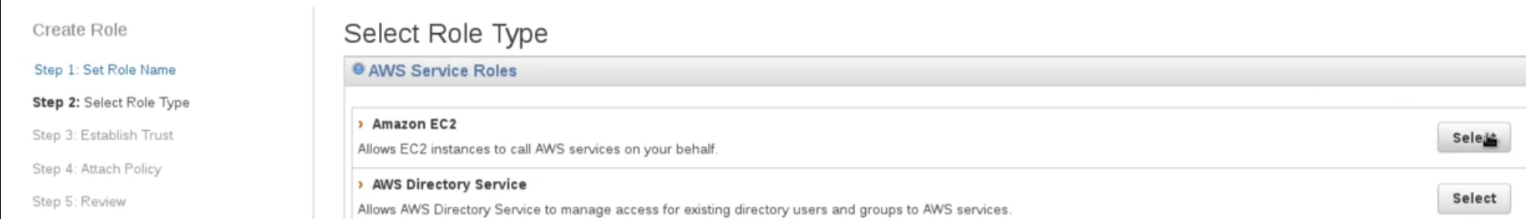 Create Role
Step 1: Set Role Name
Step 2: Select Role Type
Step 3: Establish Trust
Step 4: Attach Policy
Step 5: Review
Select Role Type
AWS Service Roles
› Amazon EC2
Allows EC2 instances to call AWS services on your behalf.
Select
› AWS Directory Service
Allows AWS Directory Service to manage access for existing directory users and groups to AWS services.
Select